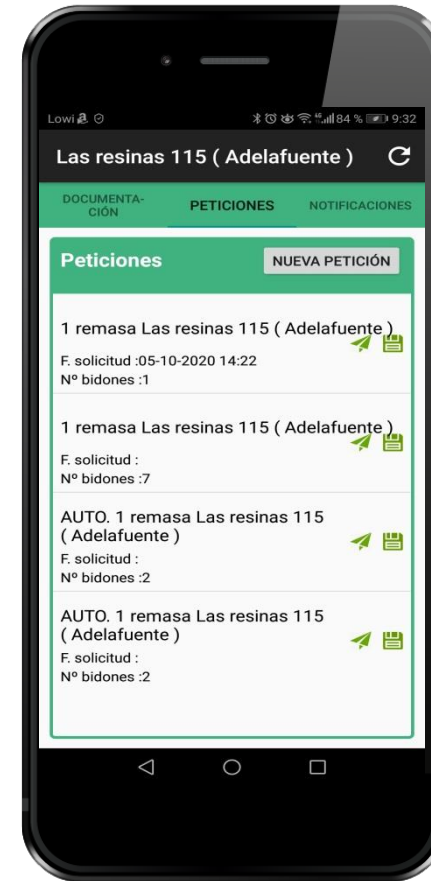 Lowi 84 % 9:32
Las resinas 115 ( Adelafuente )
DOCUMENTA-
CIÓN
PETICIONES
NOTIFICACIONES
Peticiones
NUEVA PETICIÓN
1 remasa Las resinas 115 ( Adelafuente )
F. solicitud :05-10-2020 14:22
Nº bidones :1
1 remasa Las resinas 115 ( Adelafuente )
F. solicitud :
Nº bidones :7
AUTO. 1 remasa Las resinas 115
( Adelafuente )
F. solicitud :
Nº bidones :2
AUTO. 1 remasa Las resinas 115
( Adelafuente )
F. solicitud :
Nº bidones :2